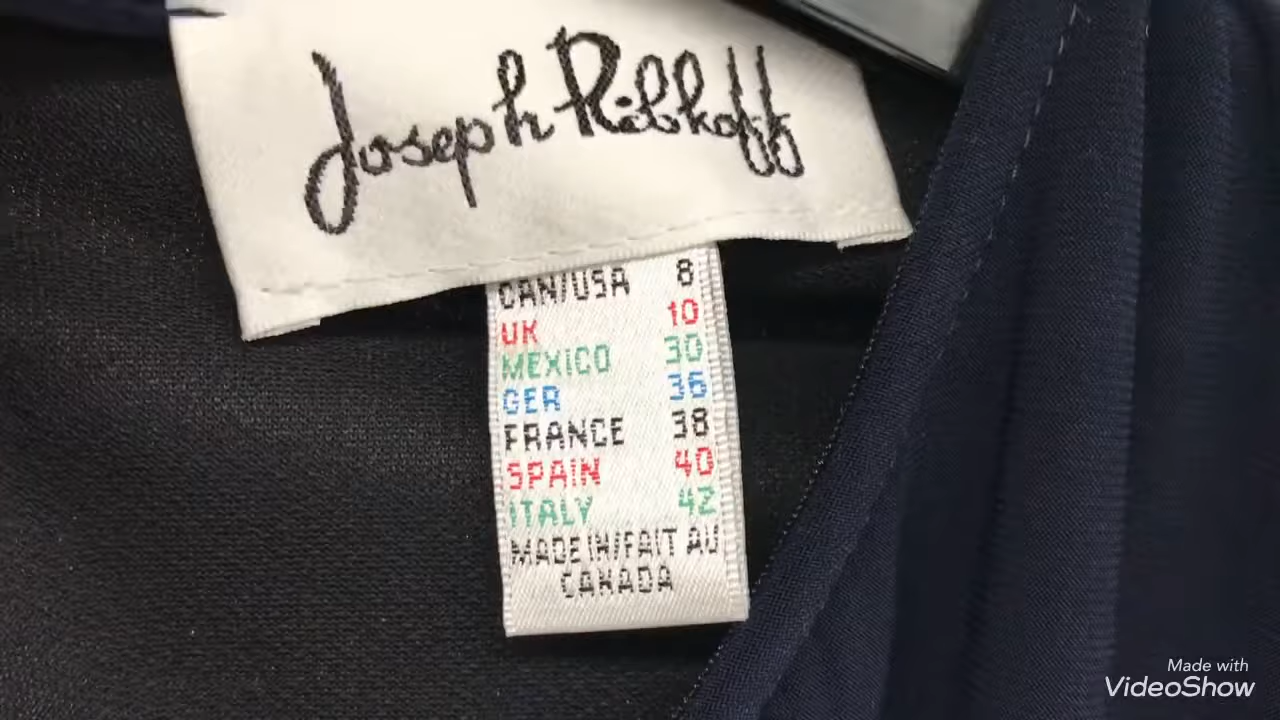 Joseph Ribkoff
CAN/USA 8
UK 10
MEXICO 30
GER 36
FRANCE 38
SPAIN 40
ITALY 42
MADE IN/FAIT AU
CANADA
Made with
VideoShow